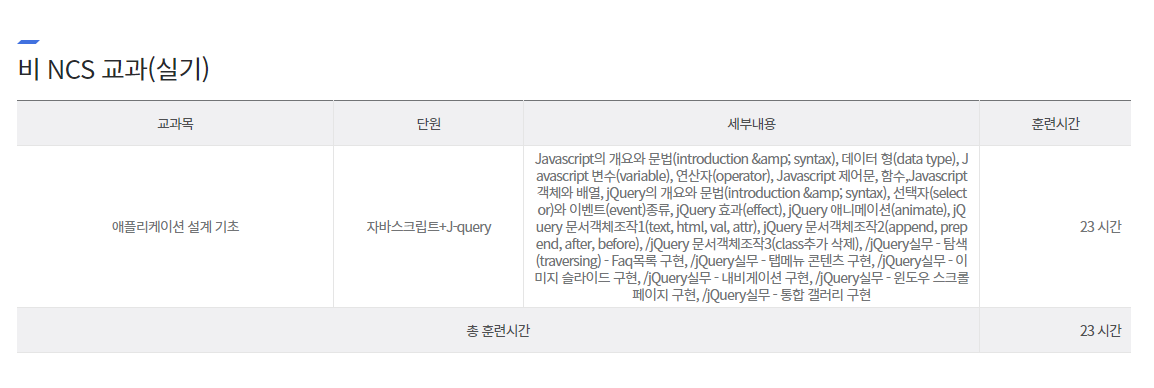 비 NCS 교과(실기)
교과목 단원 세부내용 훈련시간
Javascript의 개요와 문법(introduction &amp; syntax), 데이터 형(data type), J
avascript 변수(variable), 연산자(operator), Javascript 제어문, 함수,Javascript
객체와 배열, jQuery의 개요와 문법(introduction &amp; syntax), 선택자(select
or)와 이벤트(event)종류, jQuery 효과(effect), jQuery 애니메이션(animate), jQ
애플리케이션 설계 기초 자바스크립트+J-query uery 문서객체조작1(text, html, val, attr), jQuery 문서객체조작2(append, prep 23 시간
end, after, before), /jQuery 문서객체조작3(class추가 삭제), /jQuery실무 - 탐색
(traversing) - Faq목록 구현, /jQuery실무 - 탭메뉴 콘텐츠 구현, /jQuery실무 - 이
미지 슬라이드 구현, /jQuery실무 - 내비게이션 구현, /jQuery실무 - 윈도우 스크롤
페이지 구현, /jQuery실무 - 통합 갤러리 구현
총 훈련시간 23 시간